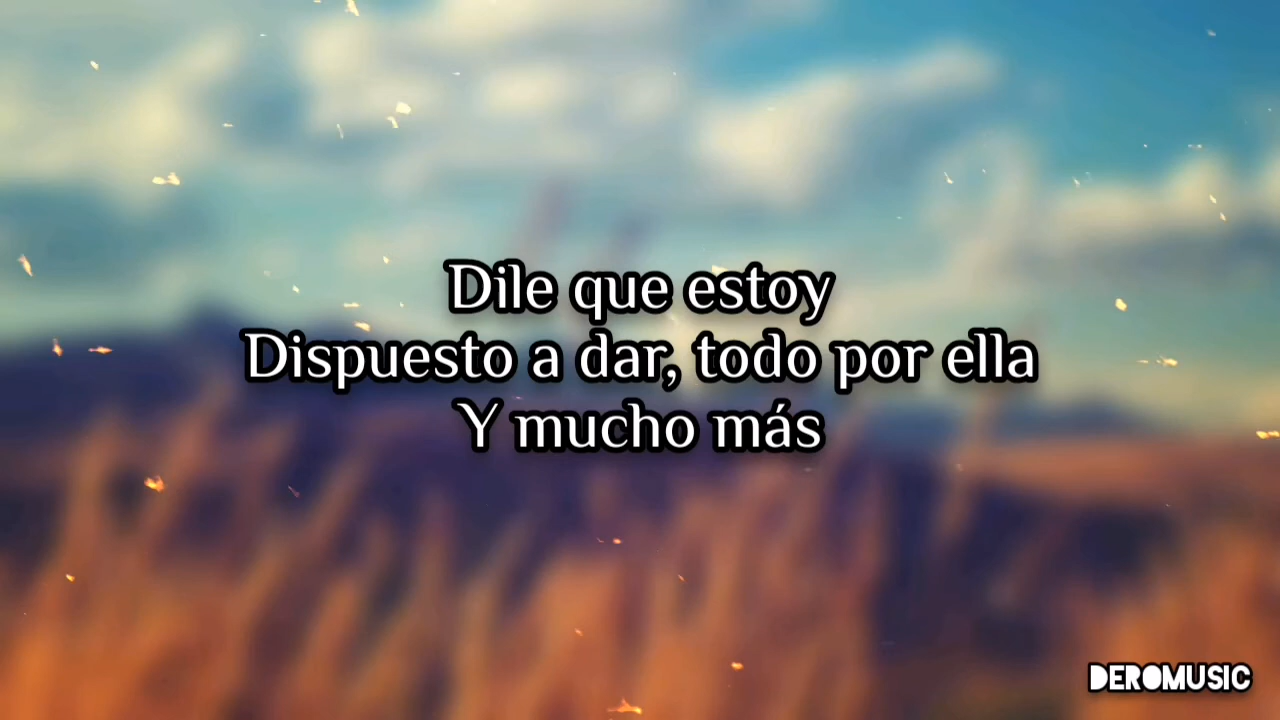 Dile que estoy
Dispuesto a dar, todo por ella
Y mucho más
DEROMUSIC